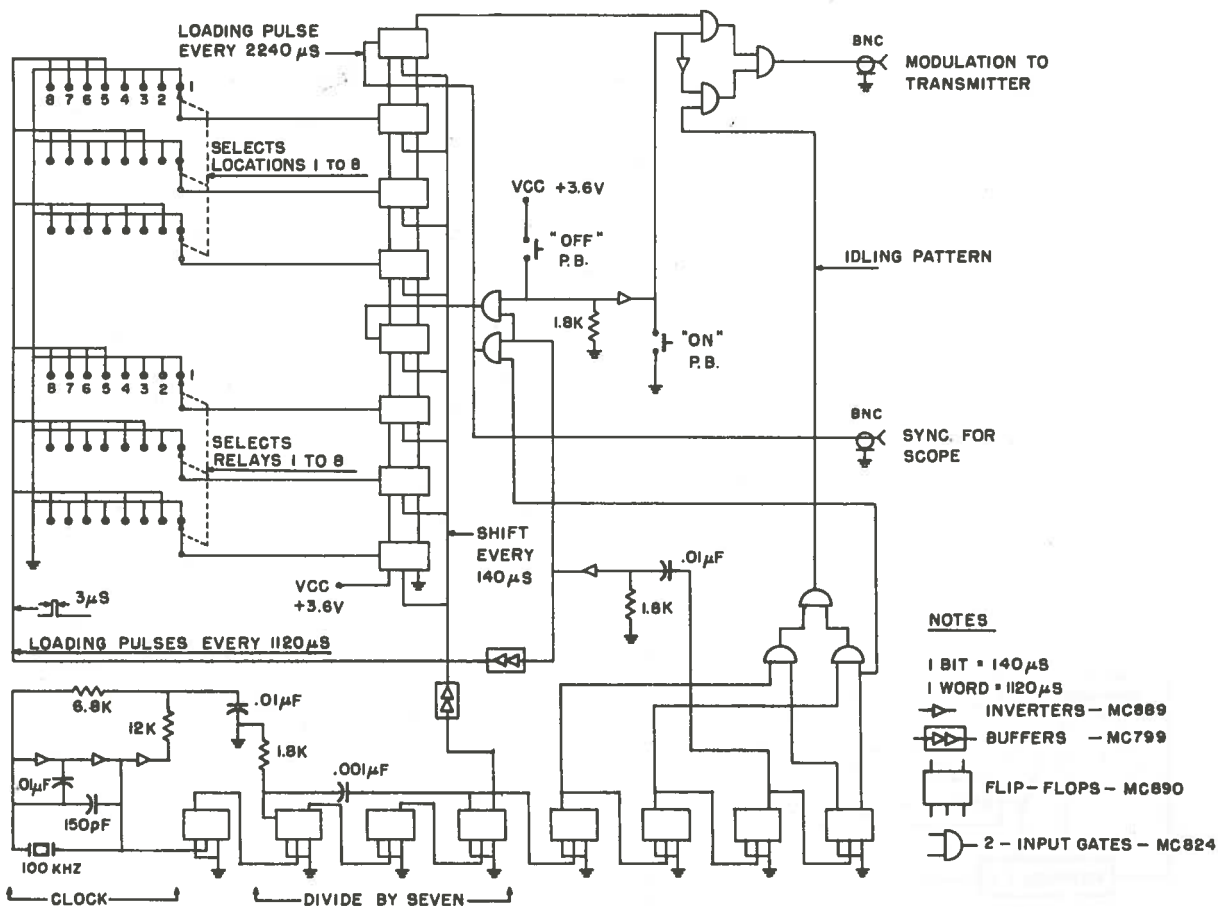 LOADING PULSE
EVERY 2240 µS
BNC
MODULATION TO
TRANSMITTER
8 7 6 5 4 3 2 1
SELECTS
LOCATIONS 1 TO 8
VCC +3.6V
"OFF"
P.B.
IDLING PATTERN
1.8K
"ON"
P.B.
8 7 6 5 4 3 2 1
BNC
SYNC. FOR
SCOPE
SELECTS
RELAYS 1 TO 8
SHIFT
EVERY
140µS
.01µF
1.8K
VCC
+3.6V
3µS
LOADING PULSES EVERY 1120µS
NOTES
1 BIT = 140µS
1 WORD = 1120µS
INVERTERS - MC889
BUFFERS - MC799
FLIP-FLOPS - MC890
2-INPUT GATES - MC824
6.8K
.01µF
12K
1.8K
.001µF
.01µF
150pF
100 KHZ
CLOCK
DIVIDE BY SEVEN